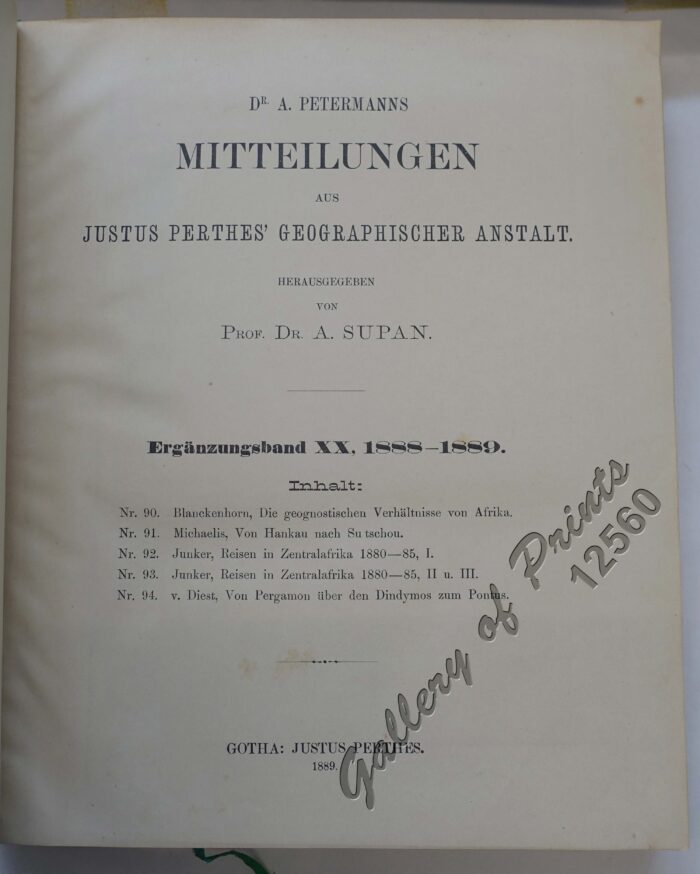 DR. A. PETERMANNS
MITTEILUNGEN
AUS
JUSTUS PERTHES' GEOGRAPHISCHER ANSTALT.
HERAUSGEGEBEN
VON
PROF. DR. A. SUPAN.
Ergänzungsband XX, 1888–1889.
Inhalt:
Nr. 90. Blanckenhorn, Die geognostischen Verhältnisse von Afrika.
Nr. 91. Michaelis, Von Hankau nach Su tschou.
Nr. 92. Junker, Reisen in Zentralafrika 1880—85, I.
Nr. 93. Junker, Reisen in Zentralafrika 1880—85, II u. III.
Nr. 94. v. Diest, Von Pergamon über den Dindymos zum Pontus.
GOTHA: JUSTUS PERTHES.
1889.
Gallery of Prints
12560